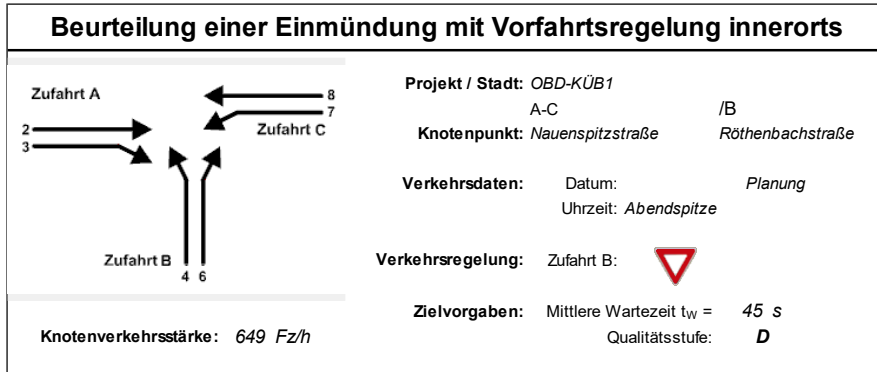 Beurteilung einer Einmündung mit Vorfahrtsregelung innerorts
Zufahrt A
8
7
Zufahrt C
2
3
Zufahrt B
4 6
Knotenverkehrsstärke: 649 Fz/h
Projekt / Stadt: OBD-KÜB1
A-C /B
Knotenpunkt: Nauenspitzstraße Röthenbachstraße
Verkehrsdaten: Datum: Planung
Uhrzeit: Abendspitze
Verkehrsregelung: Zufahrt B:
Zielvorgaben: Mittlere Wartezeit tW = 45 s
Qualitätsstufe: D